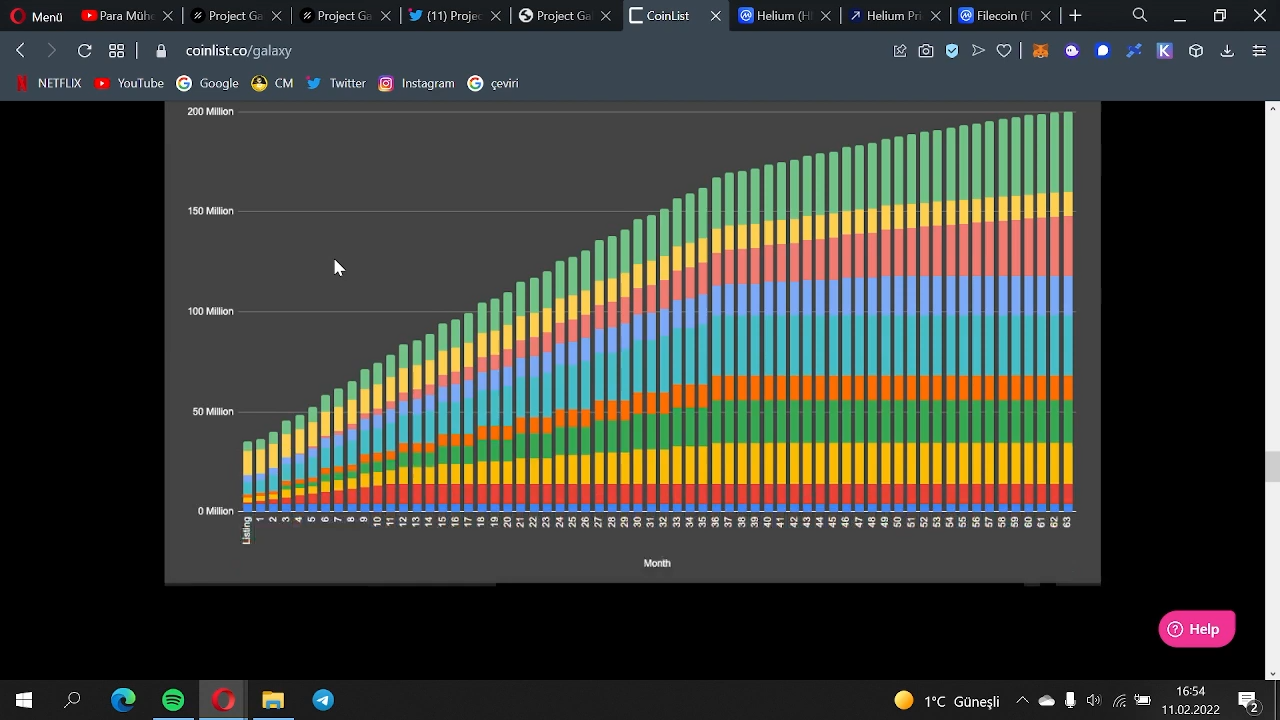 Menü
Para Müh
Project Ga
Project G
(11) Projec
Project Gal
CoinList
Helium (H
Helium Pri
Filecoin (F
coinlist.co/galaxy
NETFLIX
YouTube
Google
CM
Twitter
Instagram
çeviri
200 Million
150 Million
100 Million
50 Million
0 Million
Listing 1 2 3 4 5 6 7 8 9 10 11 12 13 14 15 16 17 18 19 20 21 22 23 24 25 26 27 28 29 30 31 32 33 34 35 36 37 38 39 40 41 42 43 44 45 46 47 48 49 50 51 52 53 54 55 56 57 58 59 60 61 62 63
Month
Help
1°C Güneşli
16:54
11.02.2022
2